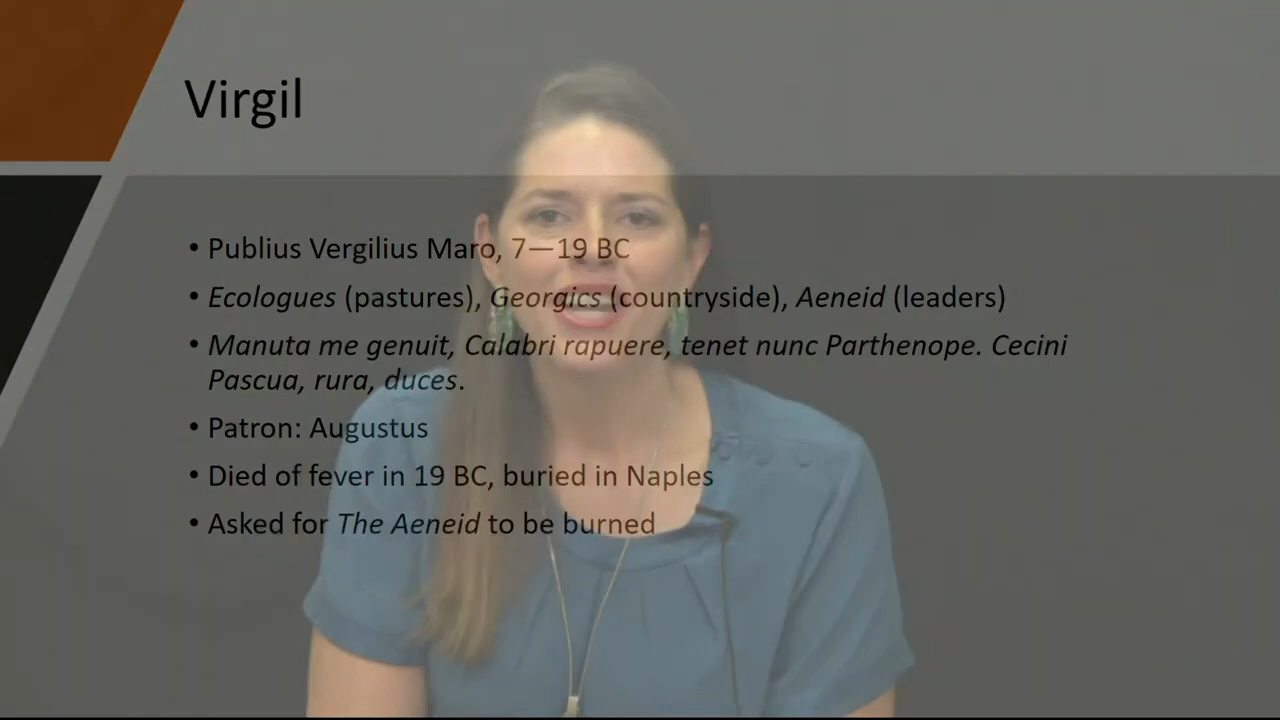 Virgil
• Publius Vergilius Maro, 7—19 BC
• Ecologues (pastures), Georgics (countryside), Aeneid (leaders)
• Manuta me genuit, Calabri rapuere, tenet nunc Parthenope. Cecini
Pascua, rura, duces.
• Patron: Augustus
• Died of fever in 19 BC, buried in Naples
• Asked for The Aeneid to be burned